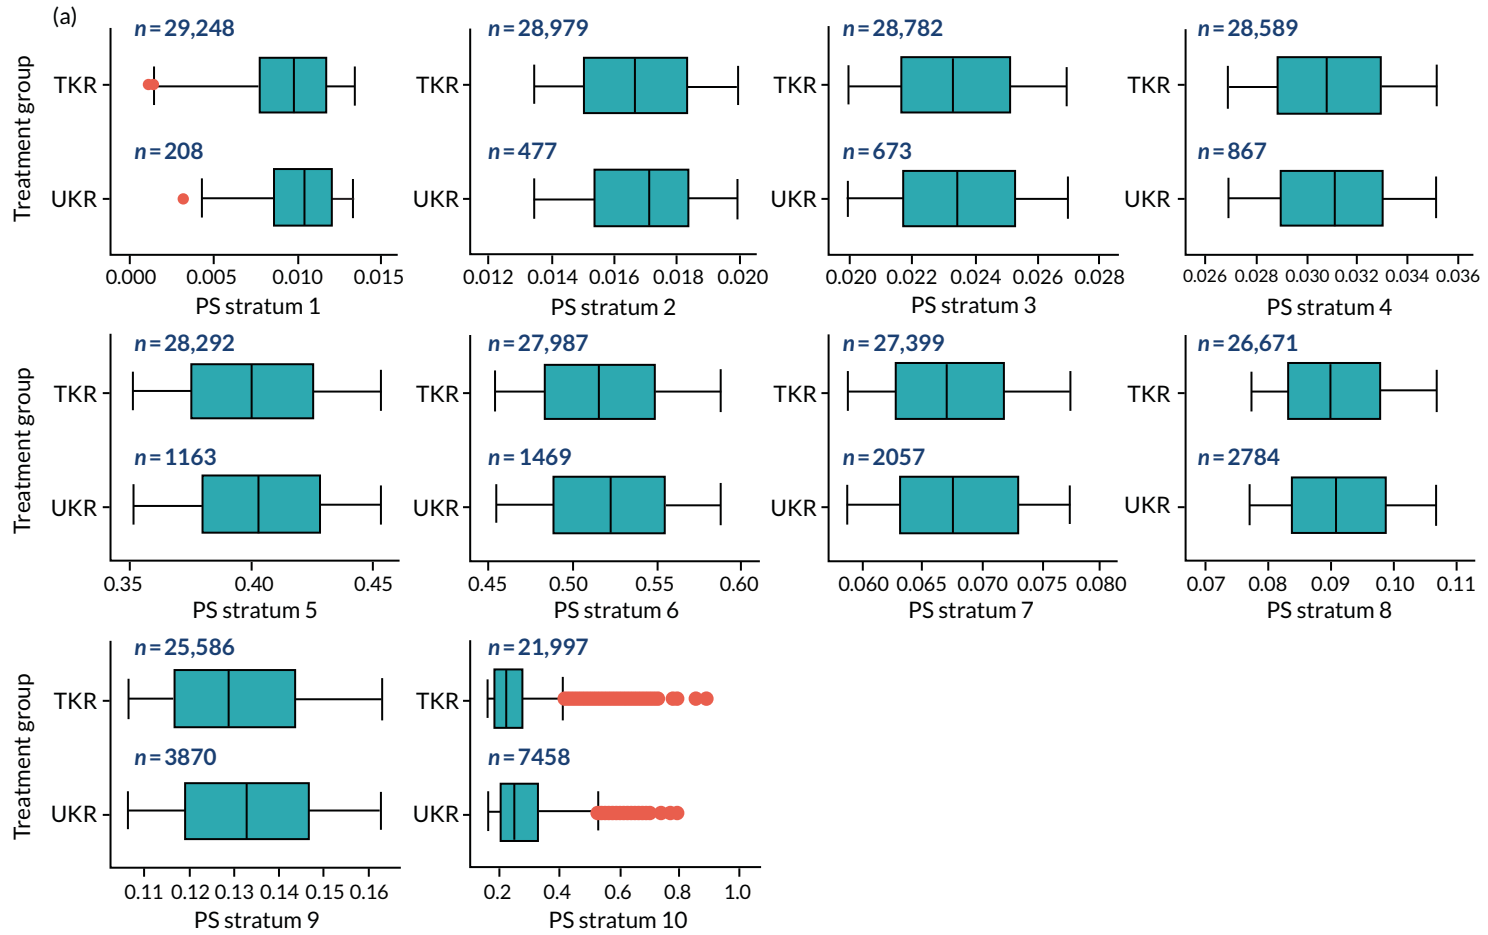 (a)
n=29,248
TKR
n=208
UKR
Treatment group
0.000 0.005 0.010 0.015
PS stratum 1
n=28,979
TKR
n=477
UKR
0.012 0.014 0.016 0.018 0.020
PS stratum 2
n=28,782
TKR
n=673
UKR
0.020 0.022 0.024 0.026 0.028
PS stratum 3
n=28,589
TKR
n=867
UKR
0.026 0.028 0.030 0.032 0.034 0.036
PS stratum 4
n=28,292
TKR
n=1163
UKR
Treatment group
0.35 0.40 0.45
PS stratum 5
n=27,987
TKR
n=1469
UKR
0.45 0.50 0.55 0.60
PS stratum 6
n=27,399
TKR
n=2057
UKR
0.060 0.065 0.070 0.075 0.080
PS stratum 7
n=26,671
TKR
n=2784
UKR
0.07 0.08 0.09 0.10 0.11
PS stratum 8
n=25,586
TKR
n=3870
UKR
Treatment group
0.11 0.12 0.13 0.14 0.15 0.16
PS stratum 9
n=21,997
TKR
n=7458
UKR
0.2 0.4 0.6 0.8 1.0
PS stratum 10